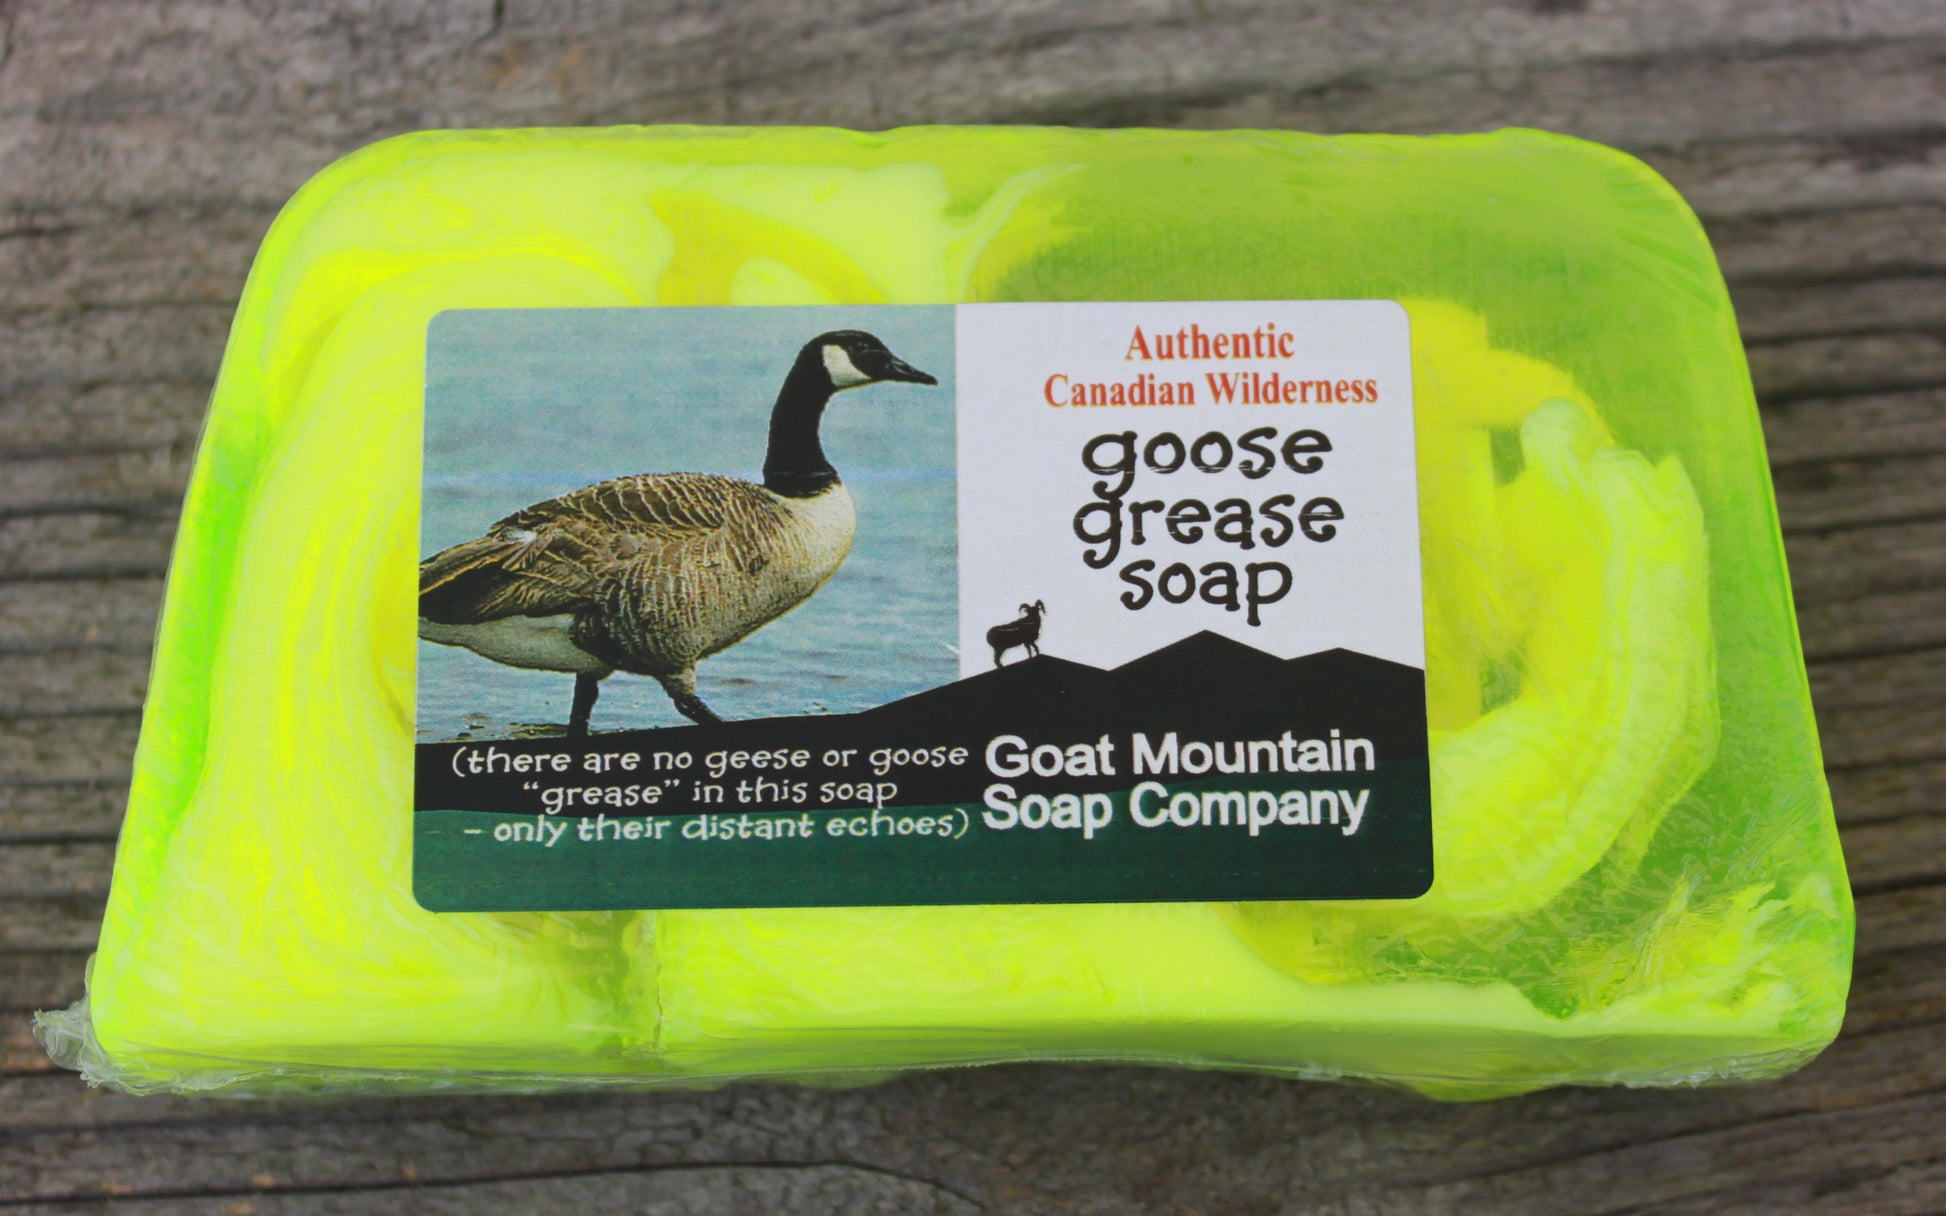 Authentic
Canadian Wilderness
goose
grease
soap
(there are no geese or goose
“grease” in this soap
– only their distant echoes)
Goat Mountain
Soap Company